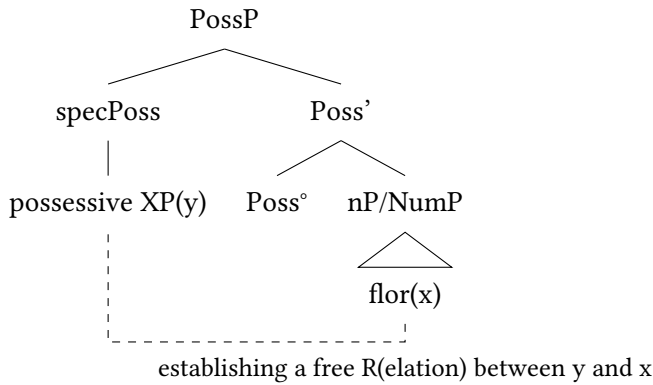 PossP
specPoss Poss’
possessive XP(y) Poss° nP/NumP
flor(x)
establishing a free R(elation) between y and x